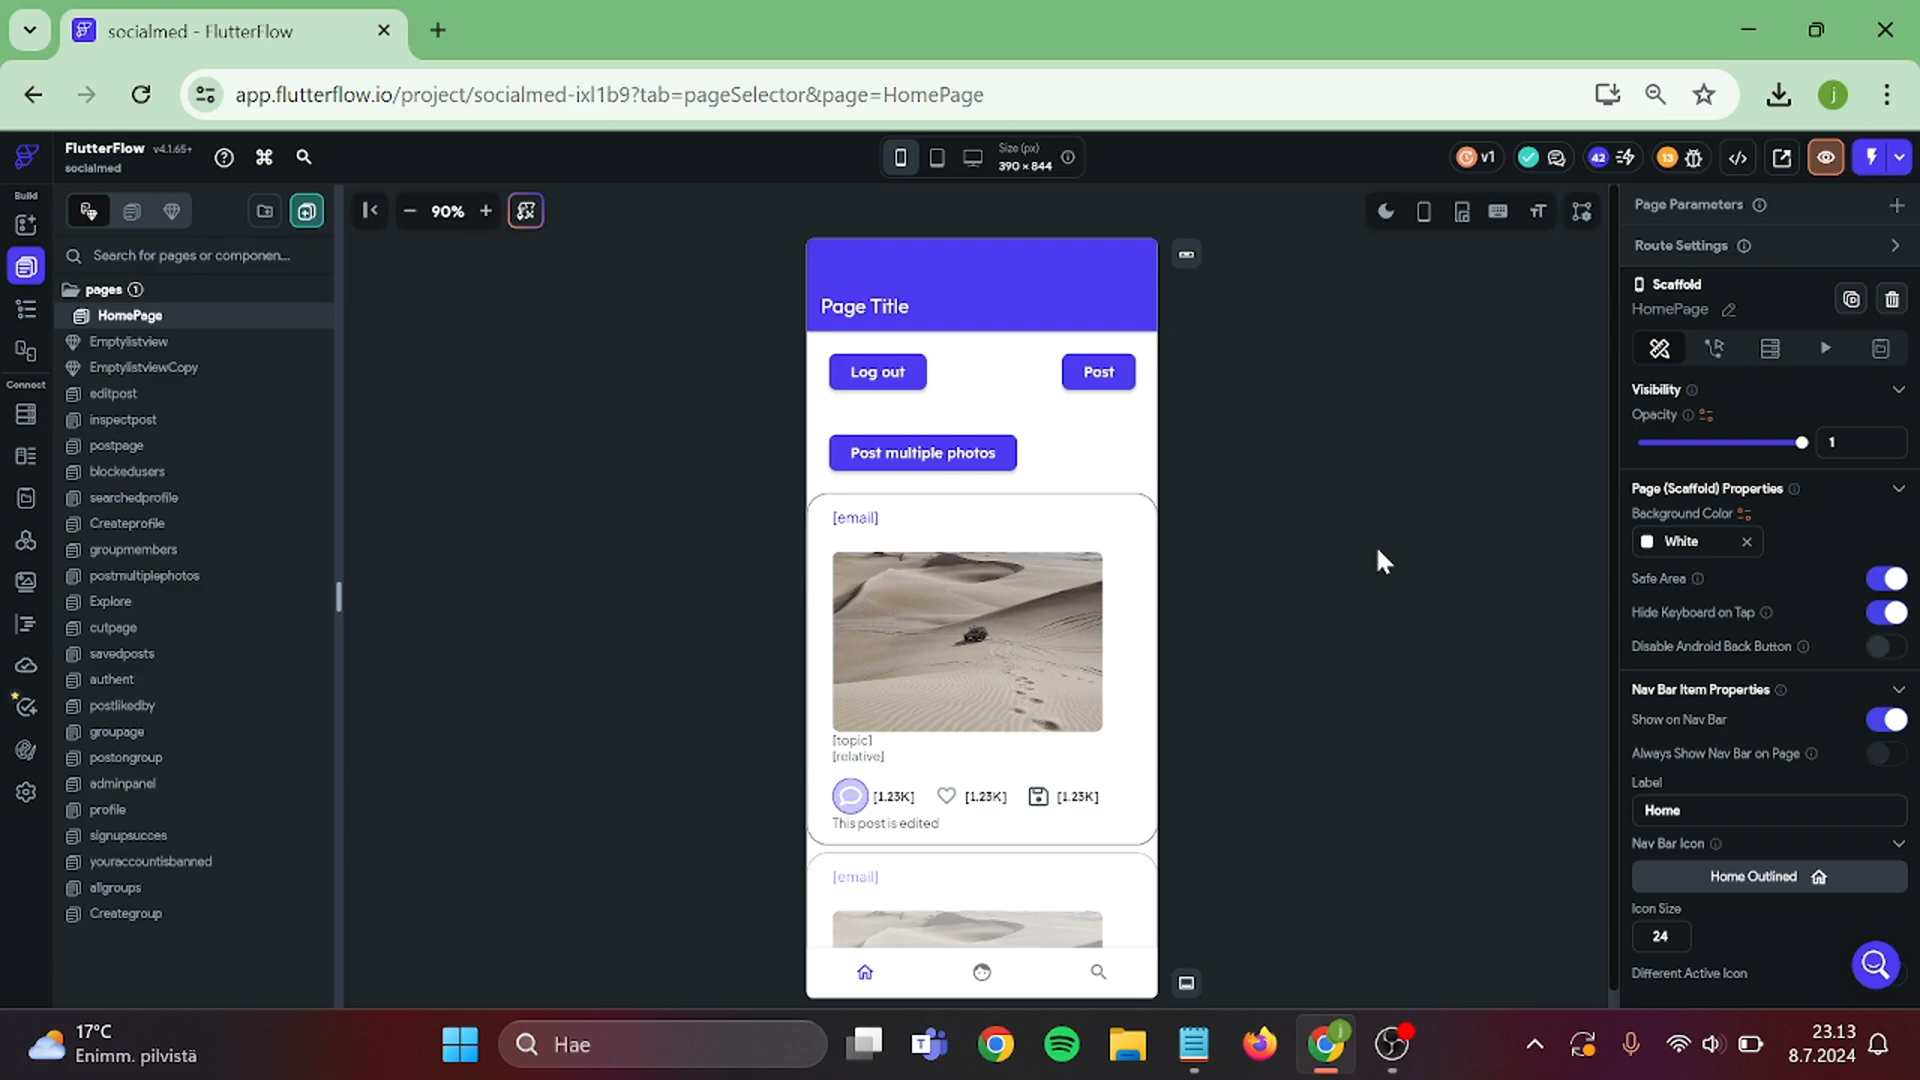 socialmed - FlutterFlow
app.flutterflow.io/project/socialmed-ixl1b9?tab=pageSelector&page=HomePage
j
FlutterFlow v4.1.65+
socialmed
Size (px)
390 × 844
v1
42
13
Build
Connect
Search for pages or componen...
pages 1
HomePage
Emptylistview
EmptylistviewCopy
editpost
inspectpost
postpage
blockedusers
searchedprofile
Createprofile
groupmembers
postmultiplephotos
Explore
cutpage
savedposts
authent
postlikedby
groupage
postongroup
adminpanel
profile
signupsucces
youraccountisbanned
allgroups
Creategroup
90%
Page Title
Log out
Post
Post multiple photos
[email]
[topic]
[relative]
[1.23K]
[1.23K]
[1.23K]
This post is edited
[email]
Page Parameters
Route Settings
Scaffold
HomePage
Visibility
Opacity
1
Page (Scaffold) Properties
Background Color
White
Safe Area
Hide Keyboard on Tap
Disable Android Back Button
Nav Bar Item Properties
Show on Nav Bar
Always Show Nav Bar on Page
Label
Home
Nav Bar Icon
Home Outlined
Icon Size
24
Different Active Icon
17°C
Enimm. pilvistä
Hae
j
23.13
8.7.2024